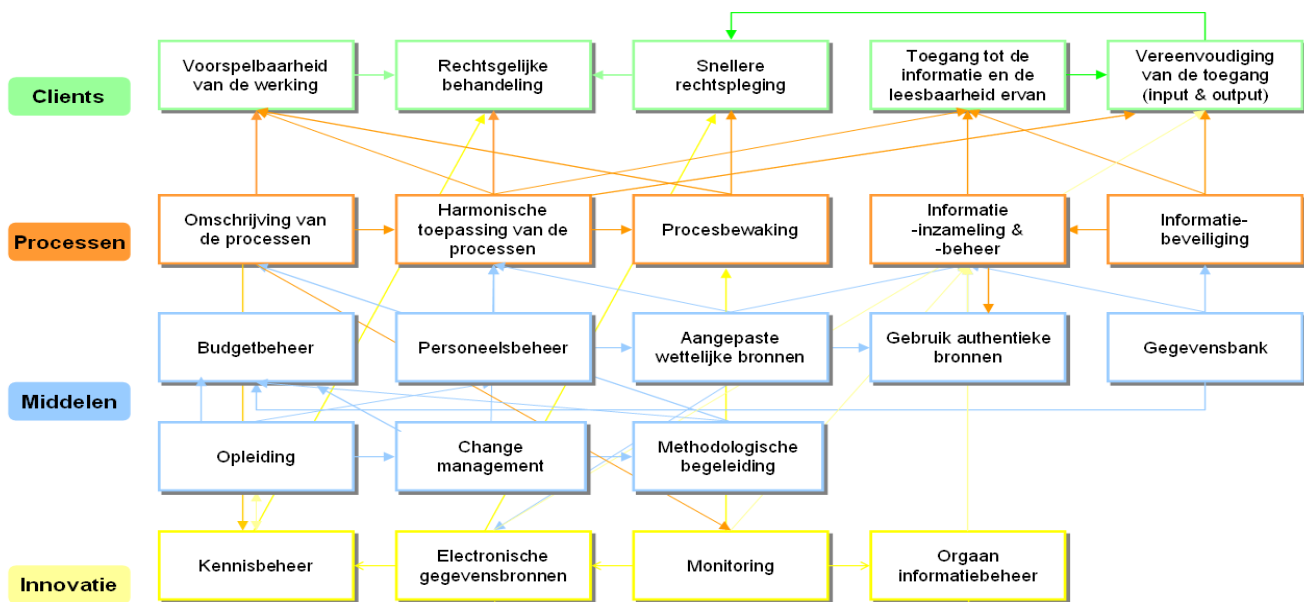 Clients
Voorspelbaarheid
van de werking
Rechtsgelijke
behandeling
Snellere
rechtspleging
Toegang tot de
informatie en de
leesbaarheid ervan
Vereenvoudiging
van de toegang
(input & output)
Processen
Omschrijving van
de processen
Harmonische
toepassing van de
processen
Procesbewaking
Informatie
-inzameling &
-beheer
Informatie-
beveiliging
Middelen
Budgetbeheer
Personeelsbeheer
Aangepaste
wettelijke bronnen
Gebruik authentieke
bronnen
Gegevensbank
Opleiding
Change
management
Methodologische
begeleiding
Innovatie
Kennisbeheer
Electronische
gegevensbronnen
Monitoring
Orgaan
informatiebeheer